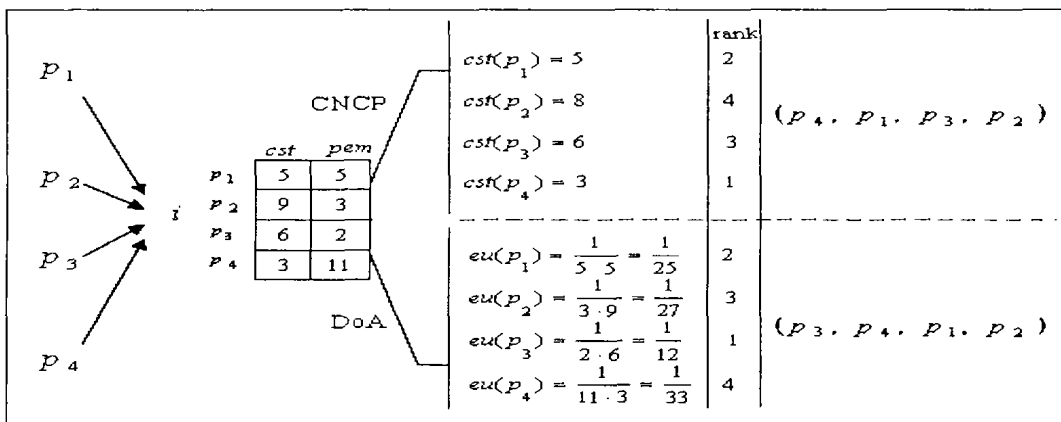 p1
p2
p3
p4
i
cst pem
p1 5 5
p2 9 3
p3 6 2
p4 3 11
CNCP
DoA
rank
cst(p1) = 5 2
cst(p2) = 8 4
cst(p3) = 6 3
cst(p4) = 3 1
(p4, p1, p3, p2)
eu(p1) = 1/(5·5) = 1/25 2
eu(p2) = 1/(3·9) = 1/27 3
eu(p3) = 1/(2·6) = 1/12 1
eu(p4) = 1/(11·3) = 1/33 4
(p3, p4, p1, p2)